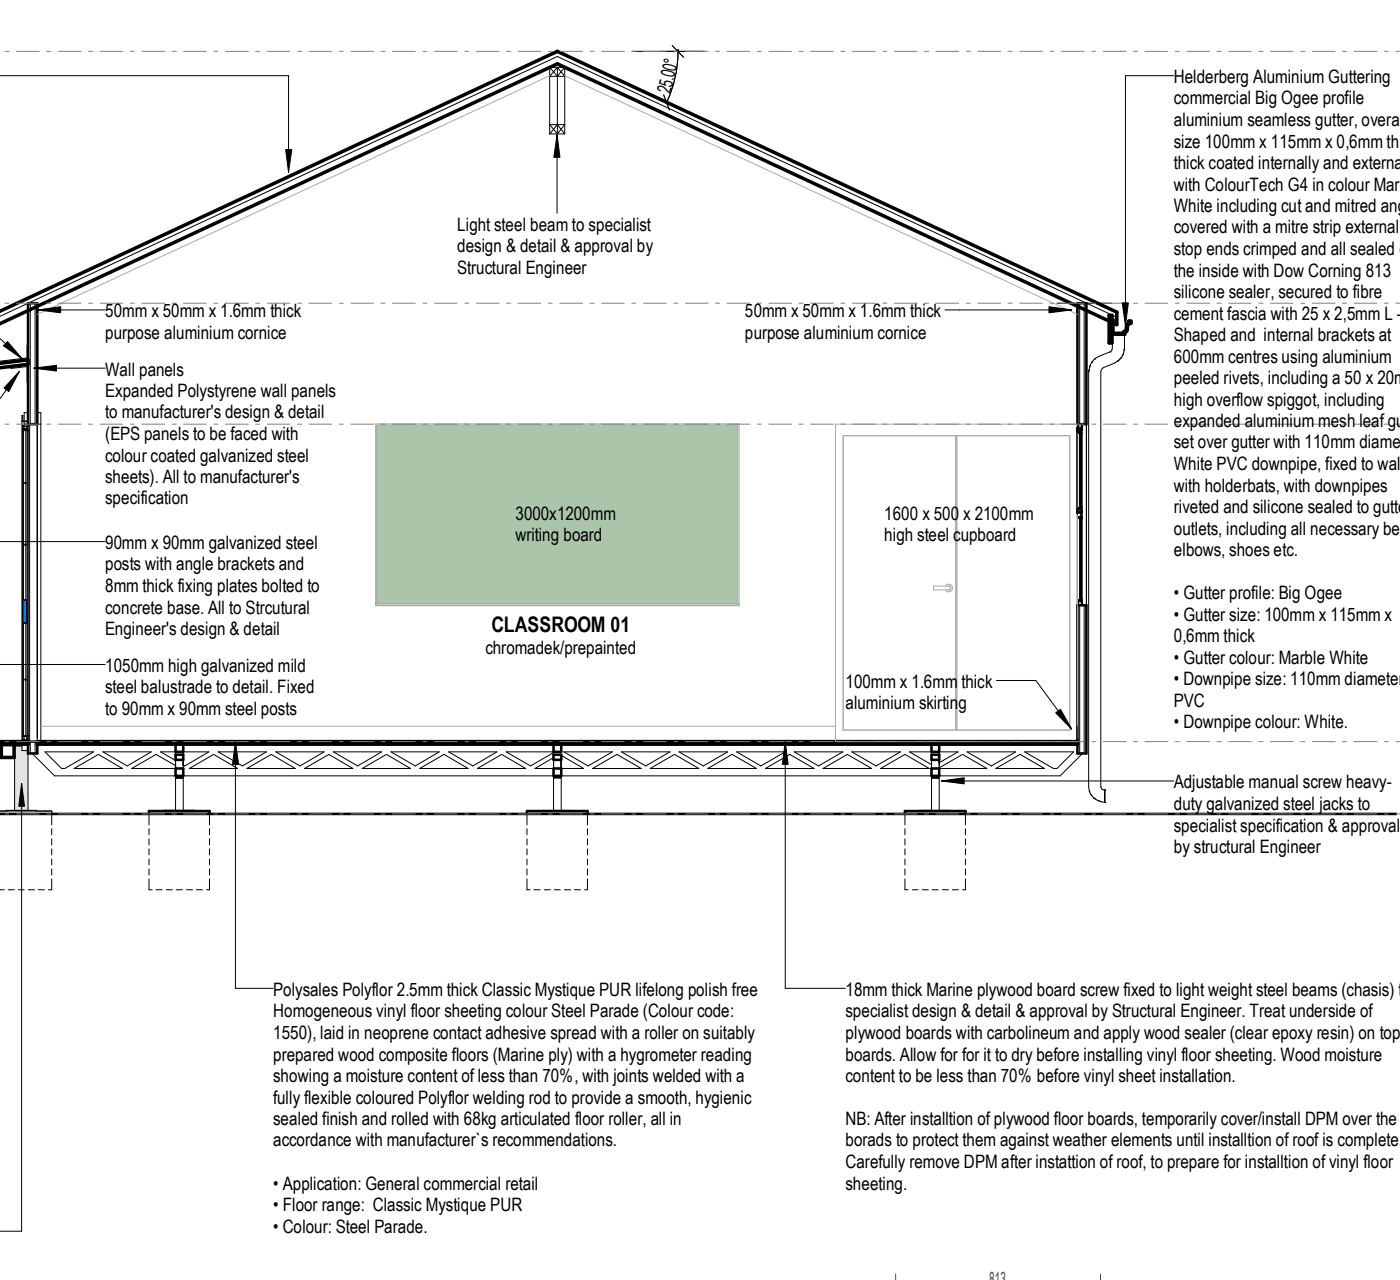 25.00°
Light steel beam to specialist
design & detail & approval by
Structural Engineer
50mm x 50mm x 1.6mm thick
purpose aluminium cornice
50mm x 50mm x 1.6mm thick
purpose aluminium cornice
Wall panels
Expanded Polystyrene wall panels
to manufacturer's design & detail
(EPS panels to be faced with
colour coated galvanized steel
sheets). All to manufacturer's
specification
90mm x 90mm galvanized steel
posts with angle brackets and
8mm thick fixing plates bolted to
concrete base. All to Strcutural
Engineer's design & detail
1050mm high galvanized mild
steel balustrade to detail. Fixed
to 90mm x 90mm steel posts
3000x1200mm
writing board
CLASSROOM 01
chromadek/prepainted
1600 x 500 x 2100mm
high steel cupboard
100mm x 1.6mm thick
aluminium skirting
Helderberg Aluminium Guttering
commercial Big Ogee profile
aluminium seamless gutter,
size 100mm x 115mm x 0,6mm
thick coated internally and
with ColourTech G4 in colour
White including cut and mitred
covered with a mitre strip external
stop ends crimped and all sealed
the inside with Dow Corning 813
silicone sealer, secured to fibre
cement fascia with 25 x 2,5mm L -
Shaped and internal brackets at
600mm centres using aluminium
peeled rivets, including a 50 x
high overflow spiggot, including
expanded aluminium mesh leaf
set over gutter with 110mm
White PVC downpipe, fixed to
with holderbats, with downpipes
riveted and silicone sealed to
outlets, including all necessary
elbows, shoes etc.
• Gutter profile: Big Ogee
• Gutter size: 100mm x 115mm x
0,6mm thick
• Gutter colour: Marble White
• Downpipe size: 110mm diameter
PVC
• Downpipe colour: White.
Adjustable manual screw heavy-
duty galvanized steel jacks to
specialist specification & approval
by structural Engineer
Polysales Polyflor 2.5mm thick Classic Mystique PUR lifelong polish free
Homogeneous vinyl floor sheeting colour Steel Parade (Colour code:
1550), laid in neoprene contact adhesive spread with a roller on suitably
prepared wood composite floors (Marine ply) with a hygrometer reading
showing a moisture content of less than 70%, with joints welded with a
fully flexible coloured Polyflor welding rod to provide a smooth, hygienic
sealed finish and rolled with 68kg articulated floor roller, all in
accordance with manufacturer`s recommendations.
• Application: General commercial retail
• Floor range: Classic Mystique PUR
• Colour: Steel Parade.
18mm thick Marine plywood board screw fixed to light weight steel beams (chasis)
specialist design & detail & approval by Structural Engineer. Treat underside of
plywood boards with carbolineum and apply wood sealer (clear epoxy resin) on top
boards. Allow for for it to dry before installing vinyl floor sheeting. Wood moisture
content to be less than 70% before vinyl sheet installation.
NB: After installtion of plywood floor boards, temporarily cover/install DPM over the
borads to protect them against weather elements until installtion of roof is complete
Carefully remove DPM after instattion of roof, to prepare for installtion of vinyl floor
sheeting.
813